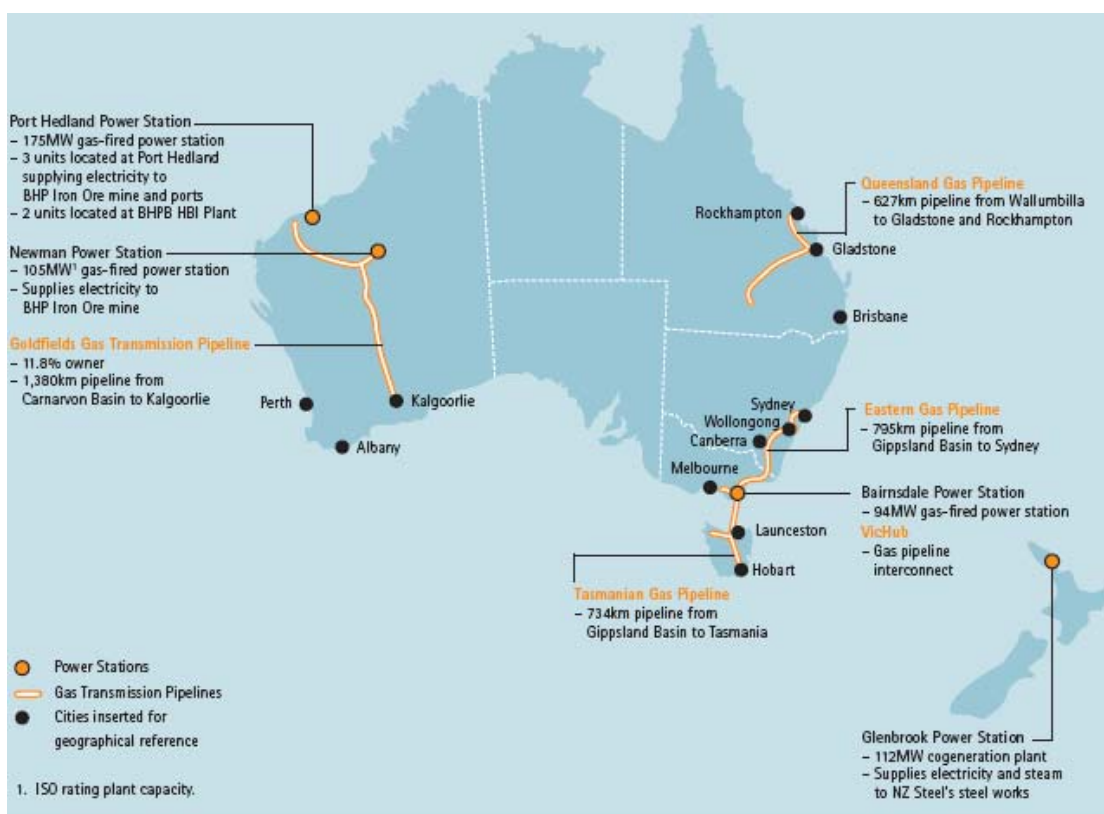 Port Hedland Power Station
– 175MW gas-fired power station
– 3 units located at Port Hedland
supplying electricity to
BHP Iron Ore mine and ports
– 2 units located at BHPB HBI Plant
Newman Power Station
– 105MW¹ gas-fired power station
– Supplies electricity to
BHP Iron Ore mine
Goldfields Gas Transmission Pipeline
– 11.8% owner
– 1,380km pipeline from
Carnarvon Basin to Kalgoorlie
Perth
Kalgoorlie
Albany
Queensland Gas Pipeline
– 627km pipeline from Wallumbilla
to Gladstone and Rockhampton
Rockhampton
Gladstone
Brisbane
Sydney
Wollongong
Canberra
Melbourne
Eastern Gas Pipeline
– 795km pipeline from
Gippsland Basin to Sydney
Bairnsdale Power Station
– 94MW gas-fired power station
VicHub
– Gas pipeline
interconnect
Launceston
Hobart
Tasmanian Gas Pipeline
– 734km pipeline from
Gippsland Basin to Tasmania
Power Stations
Gas Transmission Pipelines
Cities inserted for
geographical reference
Glenbrook Power Station
– 112MW cogeneration plant
– Supplies electricity and steam
to NZ Steel's steel works
1. ISO rating plant capacity.